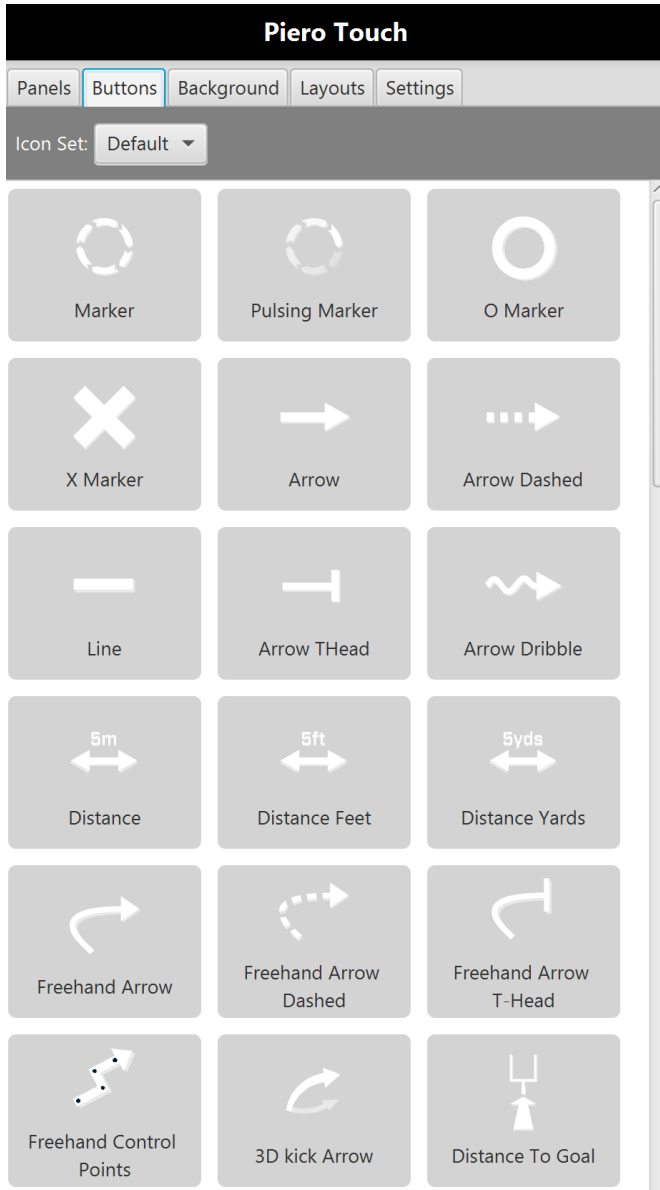 Piero Touch
Panels Buttons Background Layouts Settings
Icon Set: Default
Marker Pulsing Marker O Marker
X Marker Arrow Arrow Dashed
Line Arrow THead Arrow Dribble
5m 5ft 5yds
Distance Distance Feet Distance Yards
Freehand Arrow
Freehand Arrow
Dashed
Freehand Arrow
T-Head
Freehand Control
Points
3D kick Arrow
Distance To Goal